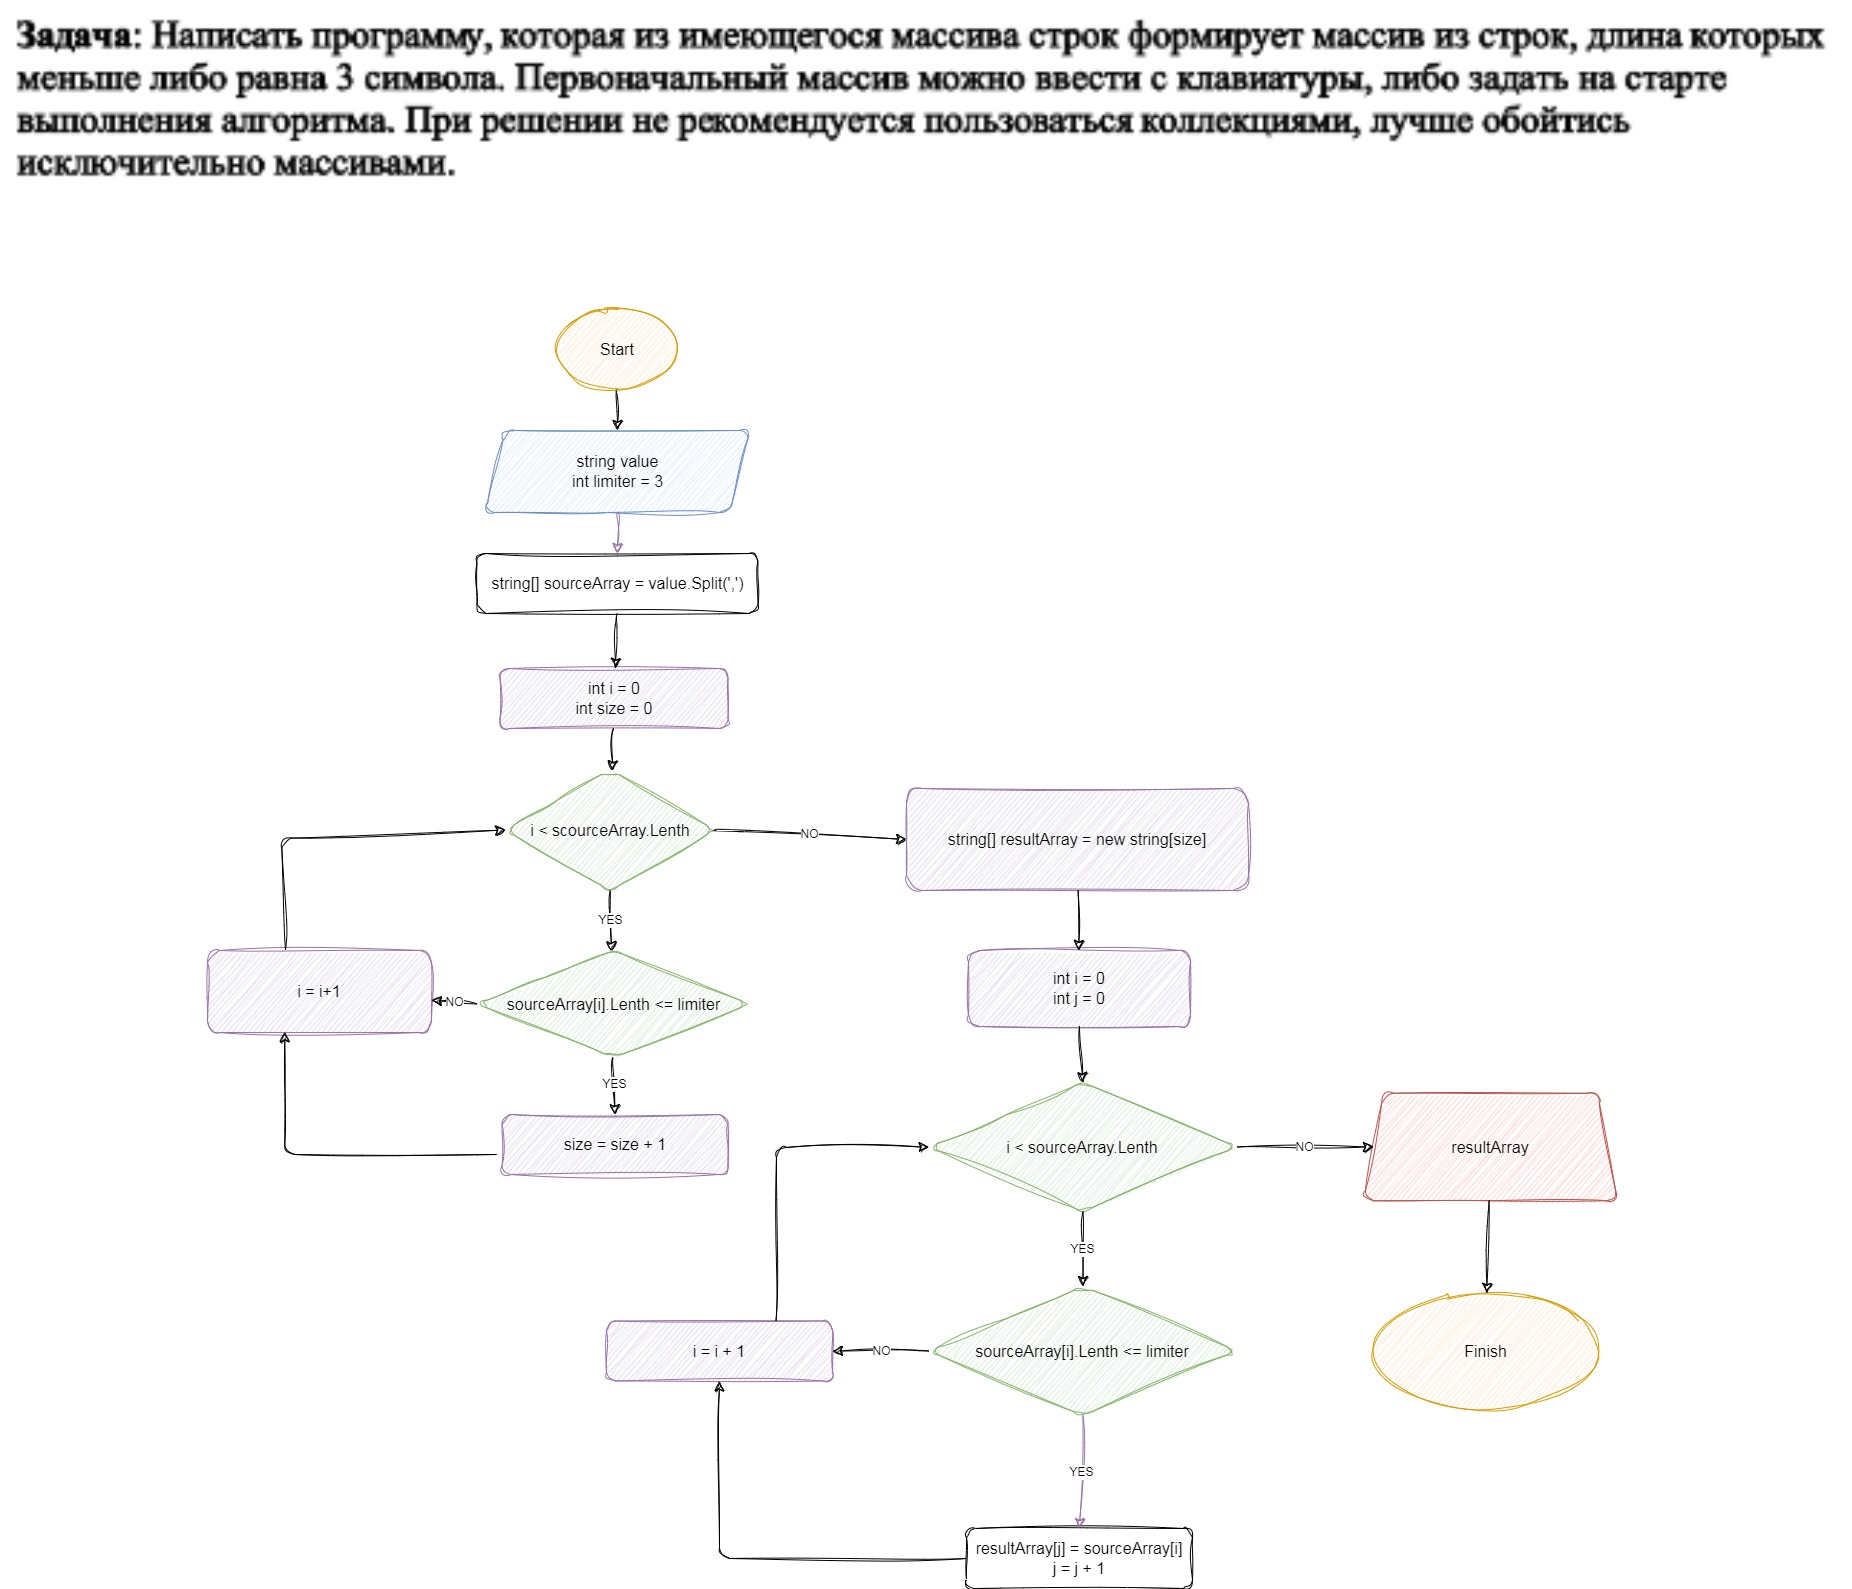 Задача: Написать программу, которая из имеющегося массива строк формирует массив из строк, длина которых
меньше либо равна 3 символа. Первоначальный массив можно ввести с клавиатуры, либо задать на старте
выполнения алгоритма. При решении не рекомендуется пользоваться коллекциями, лучше обойтись
исключительно массивами.
Start
string value
int limiter = 3
string[] sourceArray = value.Split(',')
int i = 0
int size = 0
i < scourceArray.Lenth
NO
string[] resultArray = new string[size]
YES
i = i+1
NO
sourceArray[i].Lenth <= limiter
int i = 0
int j = 0
YES
size = size + 1
i < sourceArray.Lenth
NO
resultArray
YES
i = i + 1
NO
sourceArray[i].Lenth <= limiter
Finish
YES
resultArray[j] = sourceArray[i]
j = j + 1